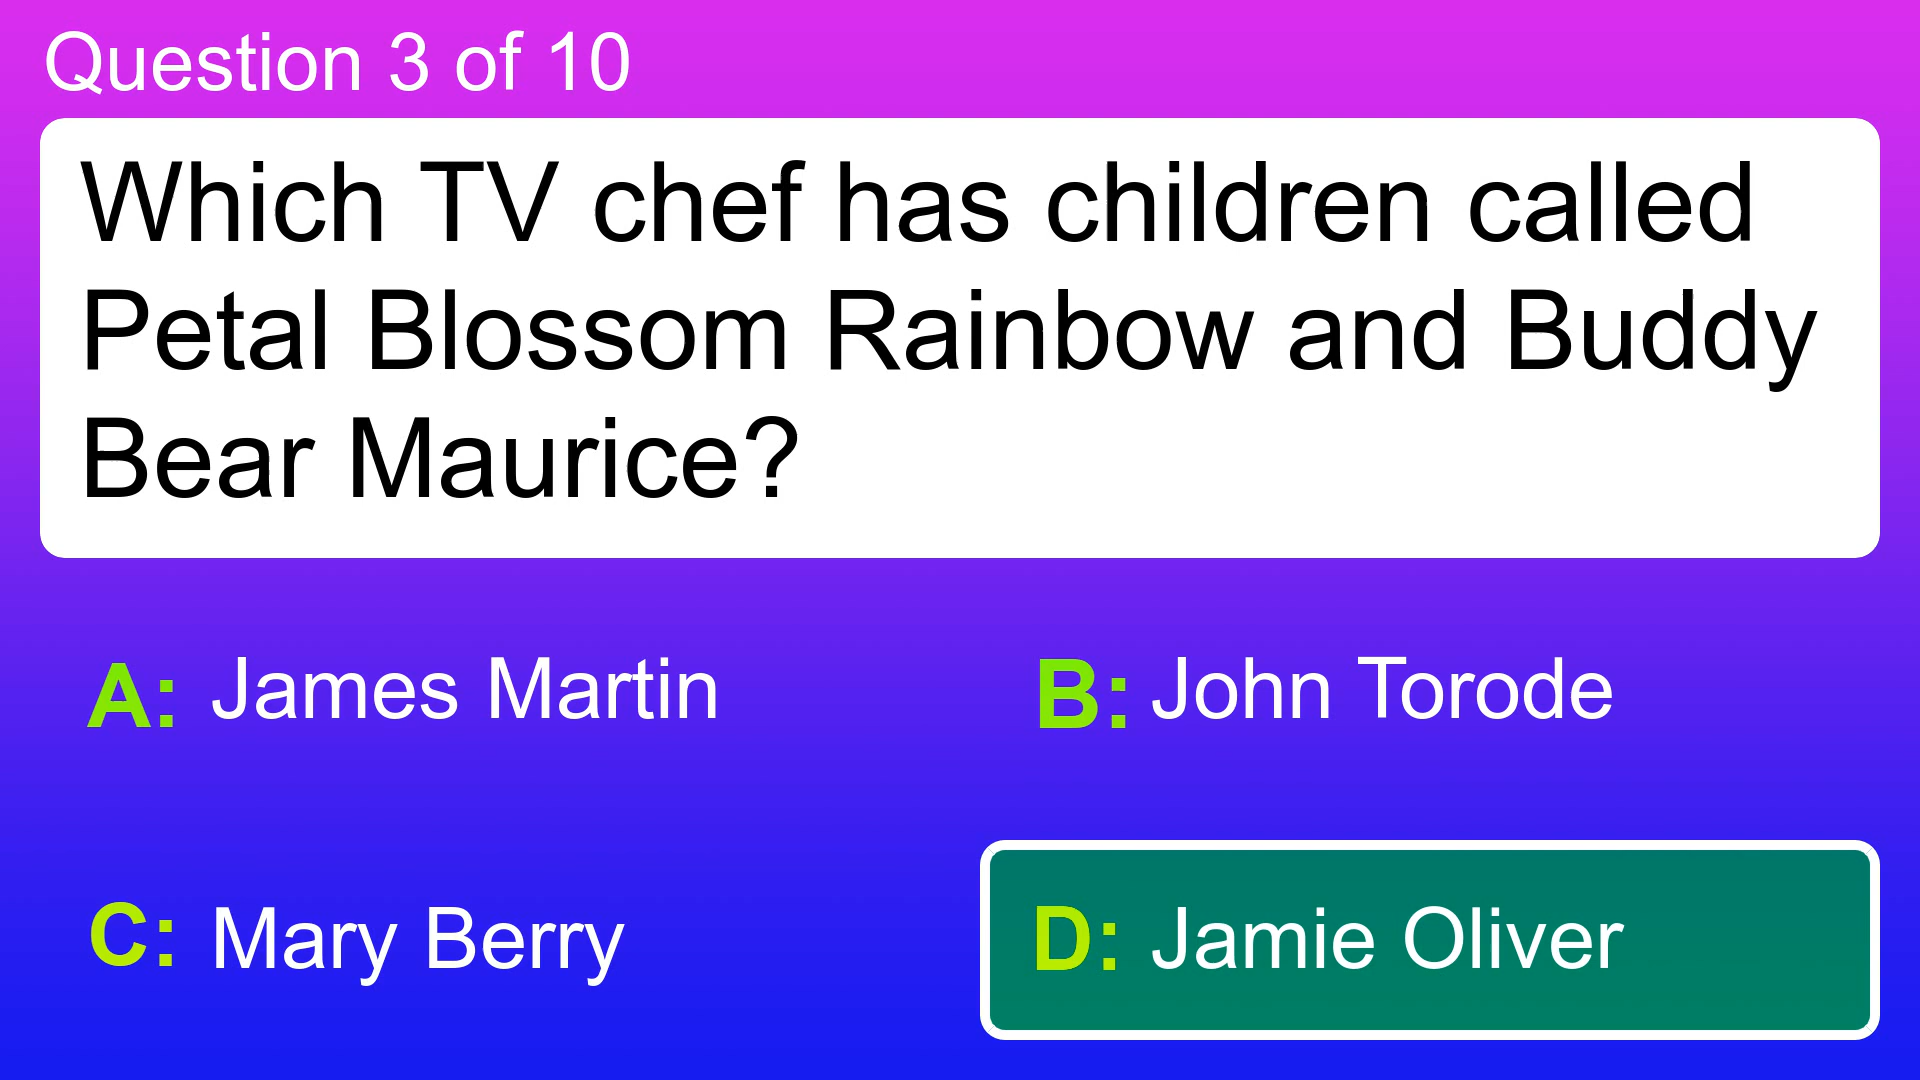 Question 3 of 10
Which TV chef has children called
Petal Blossom Rainbow and Buddy
Bear Maurice?
A: James Martin
B: John Torode
C: Mary Berry
D: Jamie Oliver